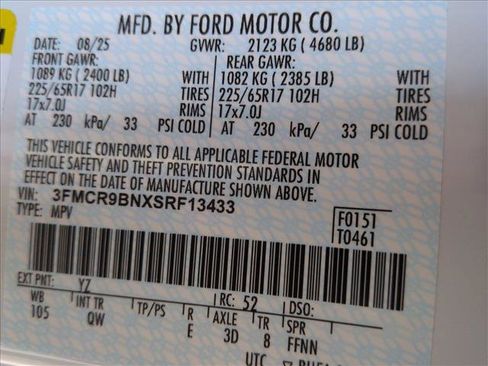 MFD. BY FORD MOTOR CO.
DATE: 08/25 GVWR: 2123 KG (4680 LB)
FRONT GAWR: REAR GAWR:
1089 KG (2400 LB) WITH 1082 KG (2385 LB) WITH
225/65R17 102H TIRES 225/65R17 102H TIRES
17x7.0J RIMS 17x7.0J RIMS
AT 230 kPa/ 33 PSI COLD AT 230 kPa/ 33 PSI COLD
THIS VEHICLE CONFORMS TO ALL APPLICABLE FEDERAL MOTOR
VEHICLE SAFETY AND THEFT PREVENTION STANDARDS IN
EFFECT ON THE DATE OF MANUFACTURE SHOWN ABOVE.
VIN: 3FMCR9BNXSRF13433 F0151
TYPE: MPV T0461
EXT PNT: YZ RC: 52 DSO:
WB INT TR TP/PS R AXLE TR SPR
105 QW E 3D 8 FFNN
UTC